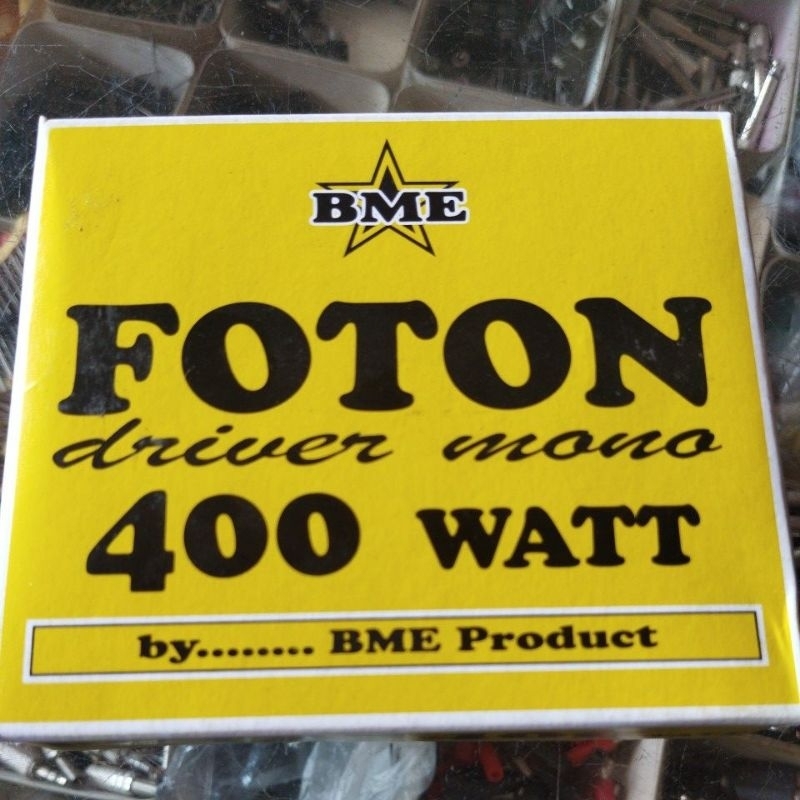 BME
FOTON
driver mono
400 WATT
by........ BME Product